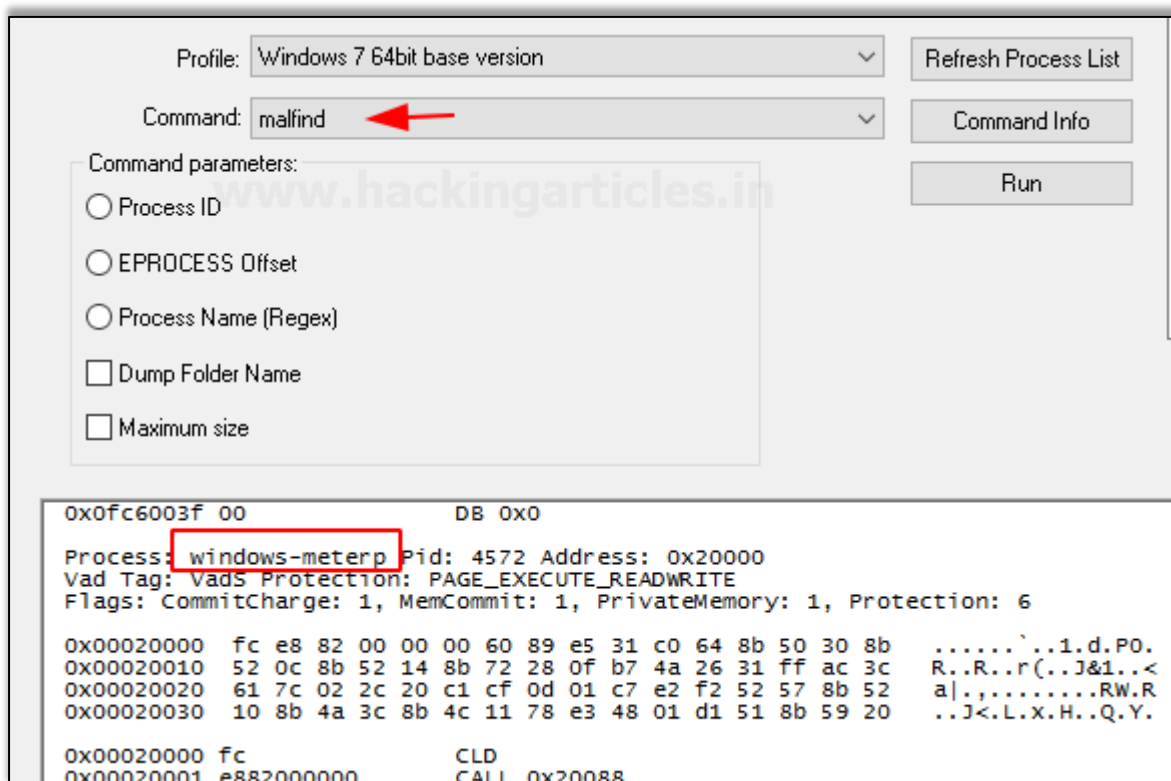 Profile: Windows 7 64bit base version
Refresh Process List
Command: malfind
Command Info
Command parameters:
Run
www.hackingarticles.in
Process ID
EPROCESS Offset
Process Name (Regex)
Dump Folder Name
Maximum size
0x0fc6003f 00 DB 0x0
Process: windows-meterp Pid: 4572 Address: 0x20000
Vad Tag: VadS Protection: PAGE_EXECUTE_READWRITE
Flags: CommitCharge: 1, MemCommit: 1, PrivateMemory: 1, Protection: 6
0x00020000 fc e8 82 00 00 00 60 89 e5 31 c0 64 8b 50 30 8b ......`..1.d.P0.
0x00020010 52 0c 8b 52 14 8b 72 28 0f b7 4a 26 31 ff ac 3c R..R..r(..J&1..<
0x00020020 61 7c 02 2c 20 c1 cf 0d 01 c7 e2 f2 52 57 8b 52 a|.,........RW.R
0x00020030 10 8b 4a 3c 8b 4c 11 78 e3 48 01 d1 51 8b 59 20 ..J<.L.x.H..Q.Y.
0x00020000 fc CLD
0x00020001 e882000000 CALL 0x20088